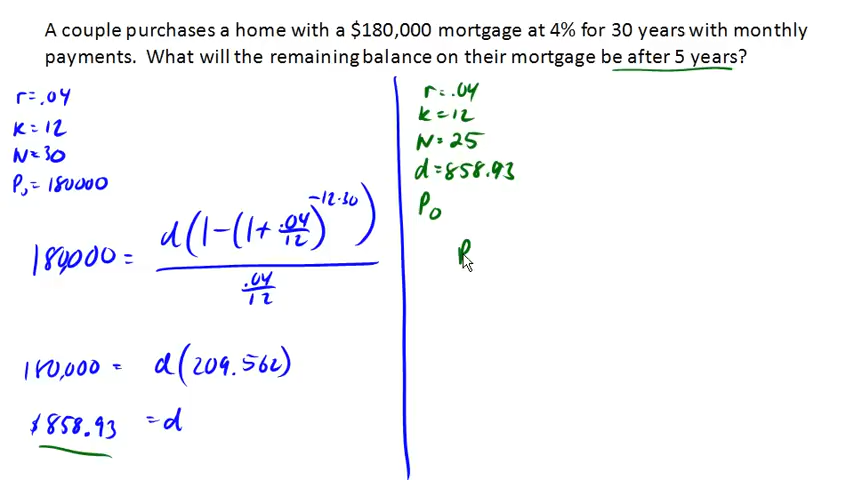 A couple purchases a home with a $180,000 mortgage at 4% for 30 years with monthly
payments. What will the remaining balance on their mortgage be after 5 years?
r=.04
k=12
N=30
P₀=180000
180,000 = d(1-(1+.04/12)^-12·30) / (.04/12)
180,000 = d(209.562)
$858.93 =d
r=.04
k=12
N=25
d=858.93
P₀
P